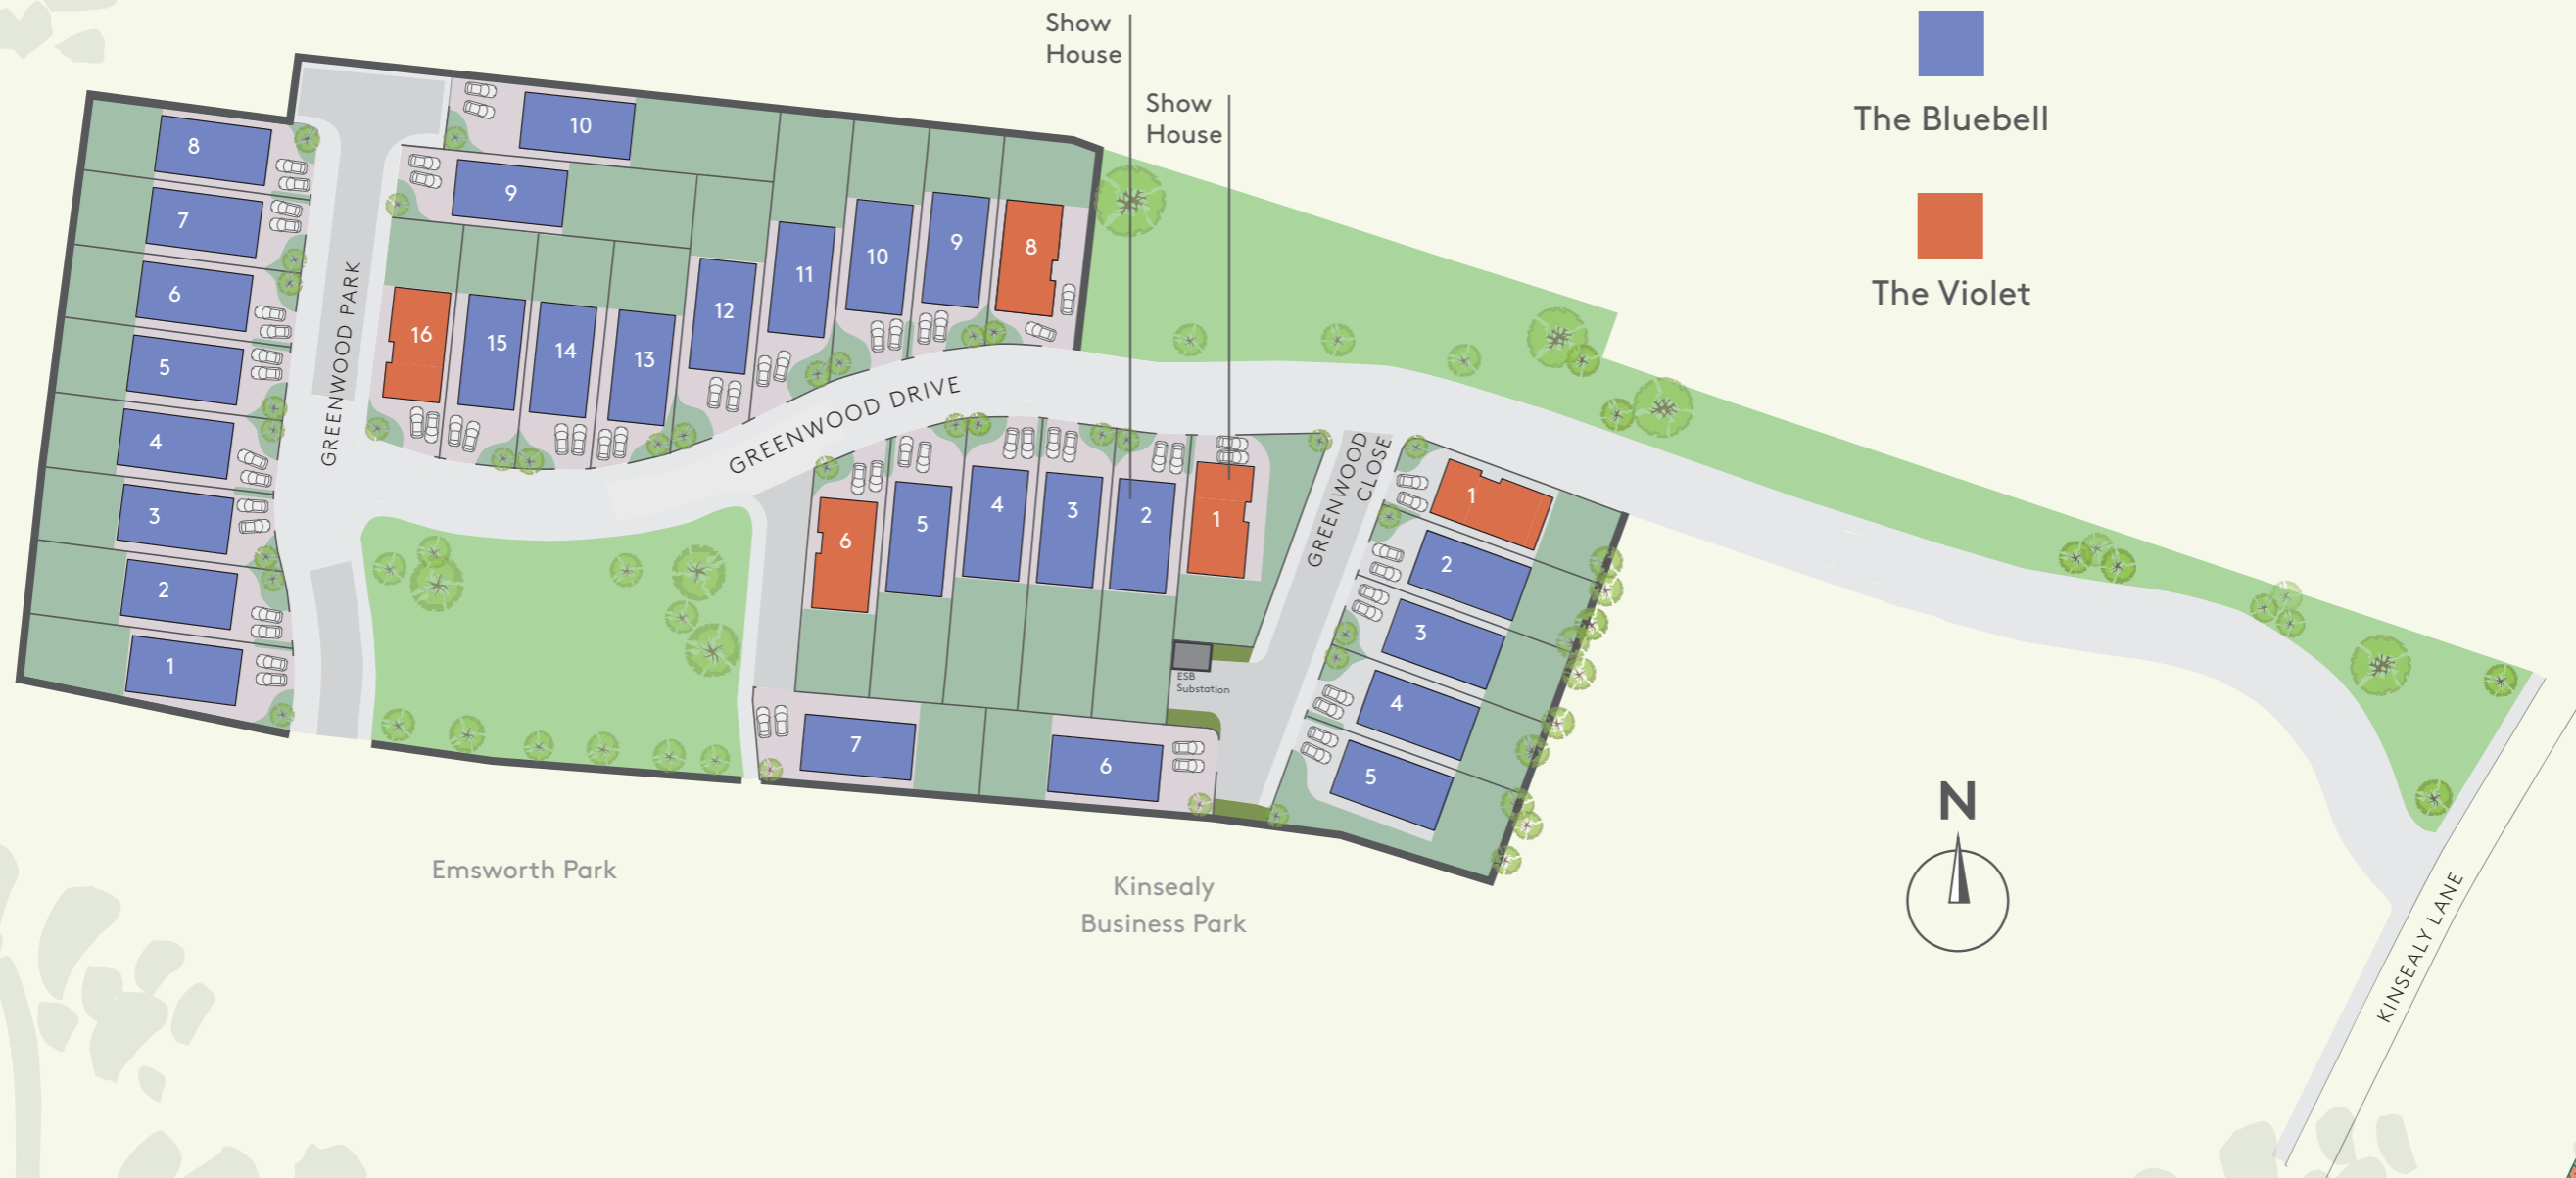 Show
House
Show
House
The Bluebell
The Violet
8
7
6
5
4
3
2
1
GREENWOOD PARK
10
9
16
15
14
13
12
11
10
9
8
GREENWOOD DRIVE
6
5
4
3
2
1
GREENWOOD
CLOSE
1
2
3
4
5
ESB
Substation
7
6
Emsworth Park
Kinsealy
Business Park
N
KINSEALY LANE